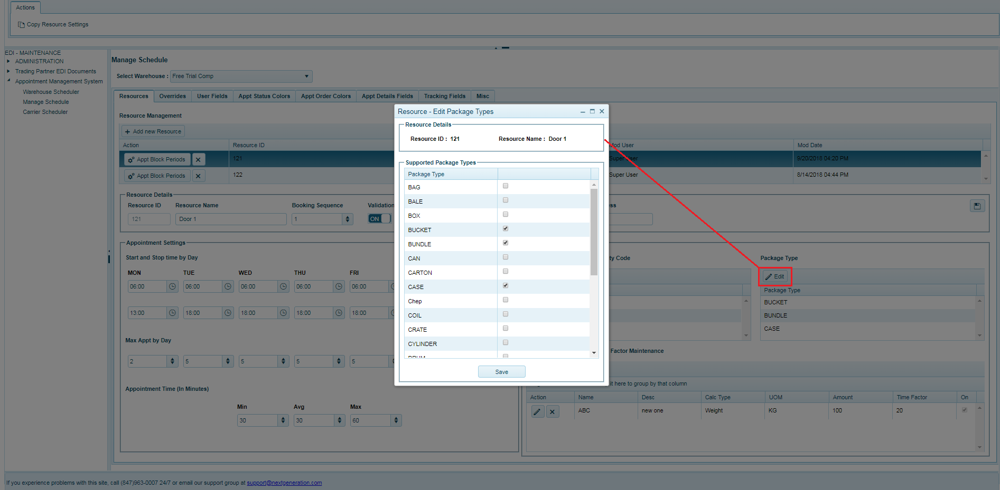 Actions
Copy Resource Settings
EDI - MAINTENANCE
ADMINISTRATION
Trading Partner EDI Documents
Appointment Management System
Warehouse Scheduler
Manage Schedule
Carrier Scheduler
Manage Schedule
Select Warehouse : Free Trial Comp
Resources Overrides User Fields Appt Status Colors Appt Order Colors Appt Details Fields Tracking Fields Misc
Resource Management
Add new Resource
Action Resource ID Mod User Mod Date
Appt Block Periods 121 Super User 9/20/2018 04:20 PM
Appt Block Periods 122 Super User 8/14/2018 04:44 PM
Resource Details
Resource ID Resource Name Booking Sequence Validation ess
121 Door 1 1 ON
Appointment Settings
Start and Stop time by Day
MON TUE WED THU FRI
06:00 06:00 06:00 06:00 06:00
13:00 18:00 18:00 18:00 18:00
Max Appt by Day
2 5 5 5 5
Appointment Time (In Minutes)
Min Avg Max
30 30 60
Resource - Edit Package Types
Resource Details
Resource ID : 121 Resource Name : Door 1
Supported Package Types
Package Type
BAG
BALE
BOX
BUCKET
BUNDLE
CAN
CARTON
CASE
Chep
COIL
CRATE
CYLINDER
DRUM
Save
ty Code
Package Type
Edit
Package Type
BUCKET
BUNDLE
CASE
Factor Maintenance
it here to group by that column
Action Name Desc Calc Type UOM Amount Time Factor On
ABC new one Weight KG 100 20
If you experience problems with this site, call (847)963-0007 24/7 or email our support group at support@nextgeneration.com